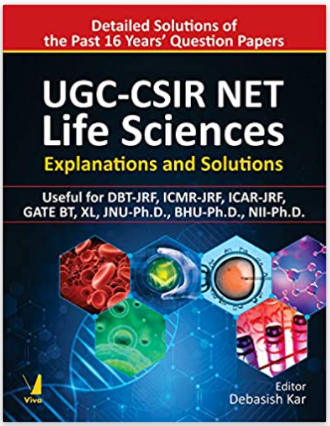 Detailed Solutions of
the Past 16 Years' Question Papers
UGC-CSIR NET
Life Sciences
Explanations and Solutions
Useful for DBT-JRF, ICMR-JRF, ICAR-JRF,
GATE BT, XL, JNU-Ph.D., BHU-Ph.D., NII-Ph.D.
Editor
Debasish Kar
Viva